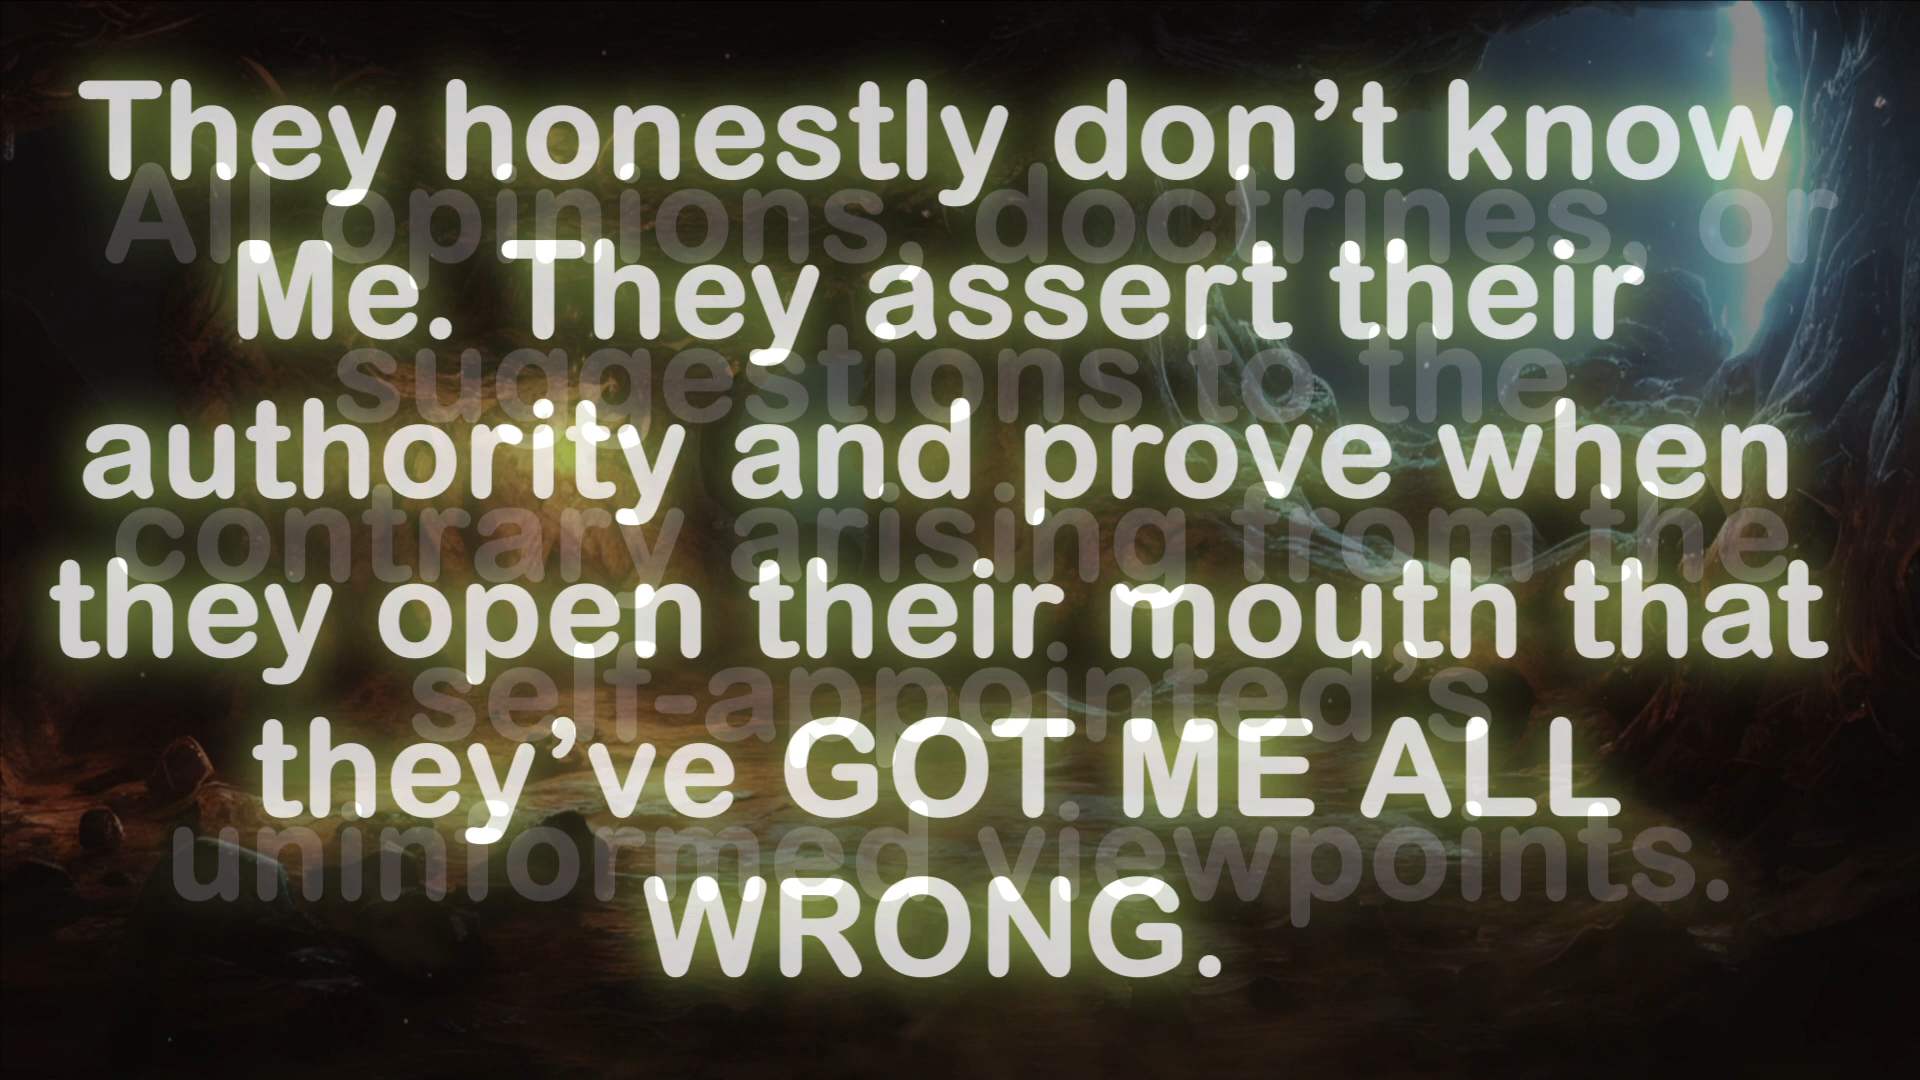 They honestly don’t know
Me. They assert their
authority and prove when
they open their mouth that
they’ve GOT ME ALL
WRONG.
All opinions, doctrines, or
suggestions to the
contrary arising from the
self-appointed’s
uninformed viewpoints.